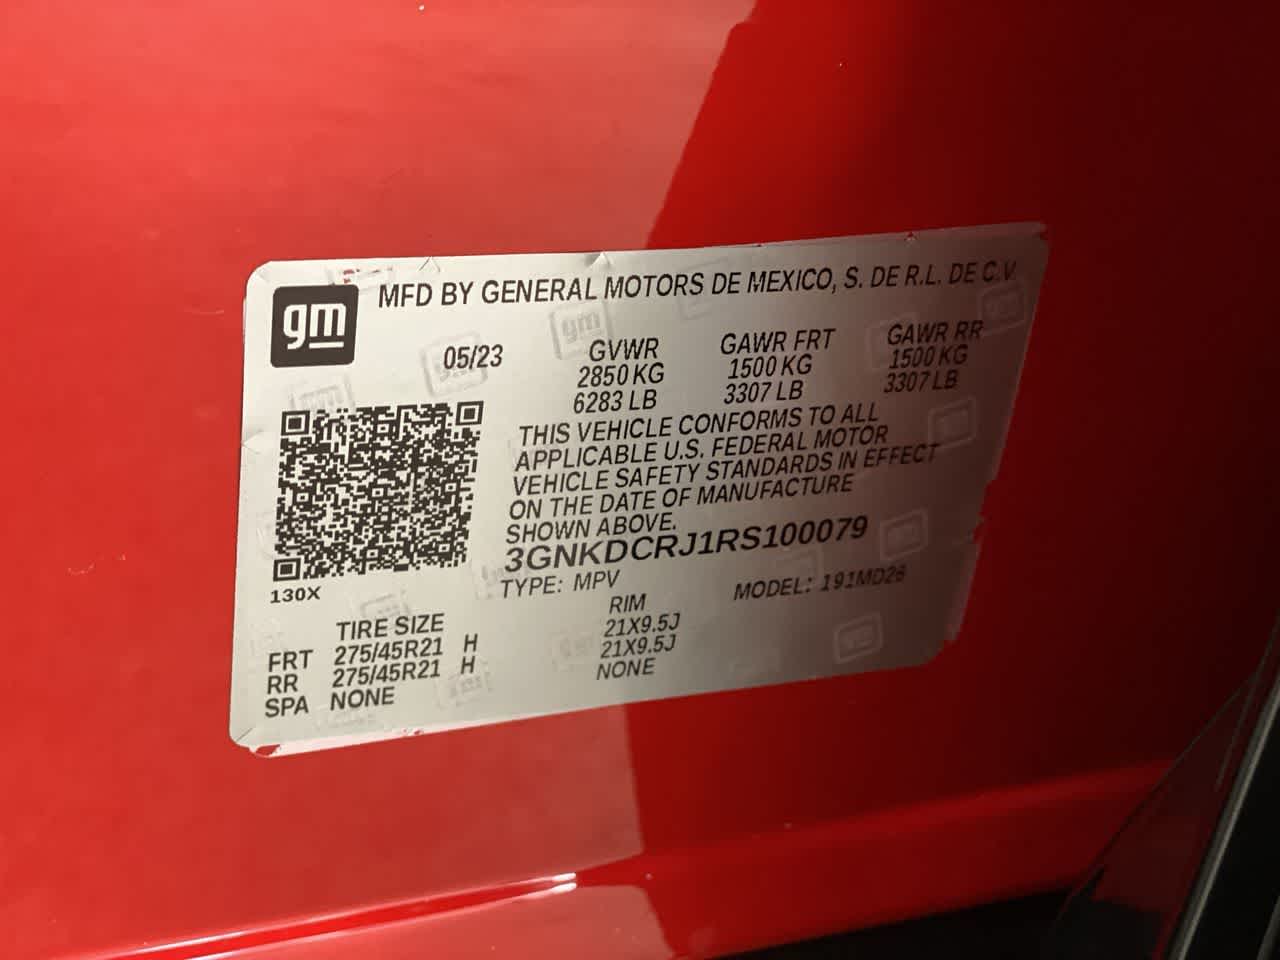 gm
MFD BY GENERAL MOTORS DE MEXICO, S. DE R.L. DE C.V.
05/23 GVWR GAWR FRT GAWR RR
2850 KG 1500 KG 1500 KG
6283 LB 3307 LB 3307 LB
THIS VEHICLE CONFORMS TO ALL
APPLICABLE U.S. FEDERAL MOTOR
VEHICLE SAFETY STANDARDS IN EFFECT
ON THE DATE OF MANUFACTURE
SHOWN ABOVE.
3GNKDCRJ1RS100079
130X
TYPE: MPV MODEL: 191MD26
TIRE SIZE RIM
FRT 275/45R21 H 21X9.5J
RR 275/45R21 H 21X9.5J
SPA NONE NONE